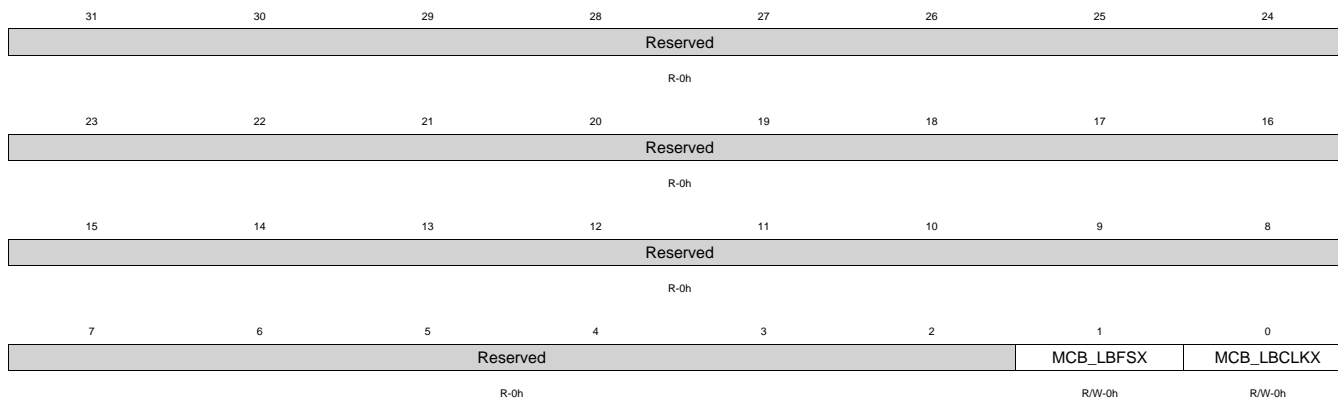 31 30 29 28 27 26 25 24
Reserved
R-0h
23 22 21 20 19 18 17 16
Reserved
R-0h
15 14 13 12 11 10 9 8
Reserved
R-0h
7 6 5 4 3 2 1 0
Reserved MCB_LBFSX MCB_LBCLKX
R-0h R/W-0h R/W-0h